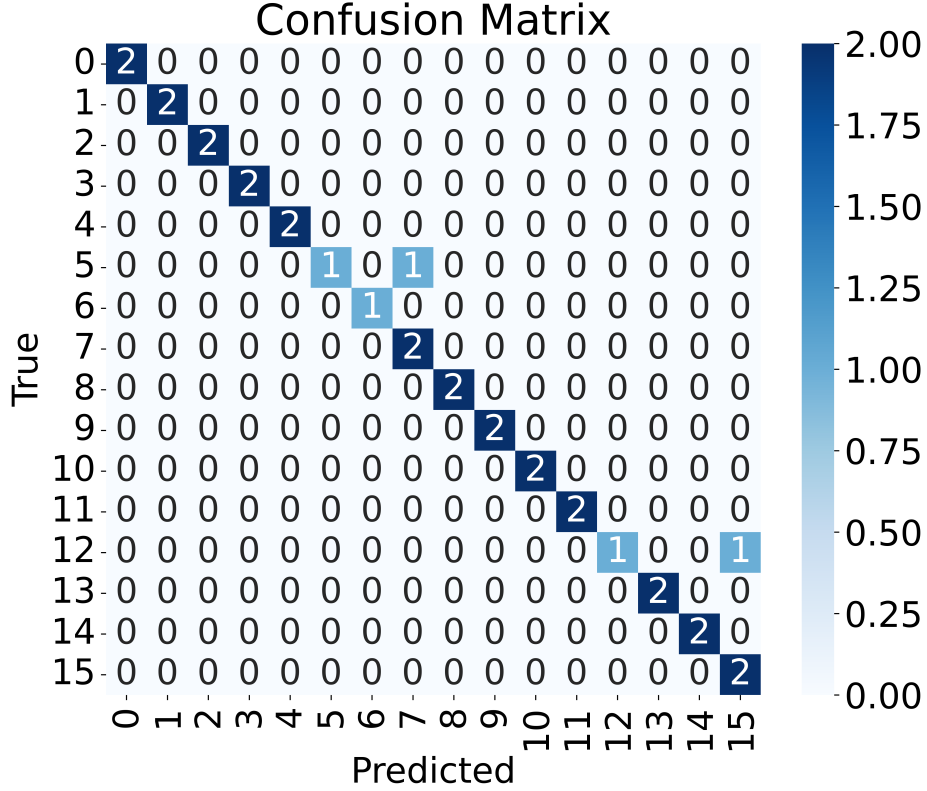 Confusion Matrix
0 2 0 0 0 0 0 0 0 0 0 0 0 0 0 0 0
1 0 2 0 0 0 0 0 0 0 0 0 0 0 0 0 0
2 0 0 2 0 0 0 0 0 0 0 0 0 0 0 0 0
3 0 0 0 2 0 0 0 0 0 0 0 0 0 0 0 0
4 0 0 0 0 2 0 0 0 0 0 0 0 0 0 0 0
5 0 0 0 0 0 1 0 1 0 0 0 0 0 0 0 0
6 0 0 0 0 0 0 1 0 0 0 0 0 0 0 0 0
7 0 0 0 0 0 0 0 2 0 0 0 0 0 0 0 0
8 0 0 0 0 0 0 0 0 2 0 0 0 0 0 0 0
9 0 0 0 0 0 0 0 0 0 2 0 0 0 0 0 0
10 0 0 0 0 0 0 0 0 0 0 2 0 0 0 0 0
11 0 0 0 0 0 0 0 0 0 0 0 2 0 0 0 0
12 0 0 0 0 0 0 0 0 0 0 0 0 1 0 0 1
13 0 0 0 0 0 0 0 0 0 0 0 0 0 2 0 0
14 0 0 0 0 0 0 0 0 0 0 0 0 0 0 2 0
15 0 0 0 0 0 0 0 0 0 0 0 0 0 0 0 2
0 1 2 3 4 5 6 7 8 9 10 11 12 13 14 15
Predicted
True
2.00
1.75
1.50
1.25
1.00
0.75
0.50
0.25
0.00